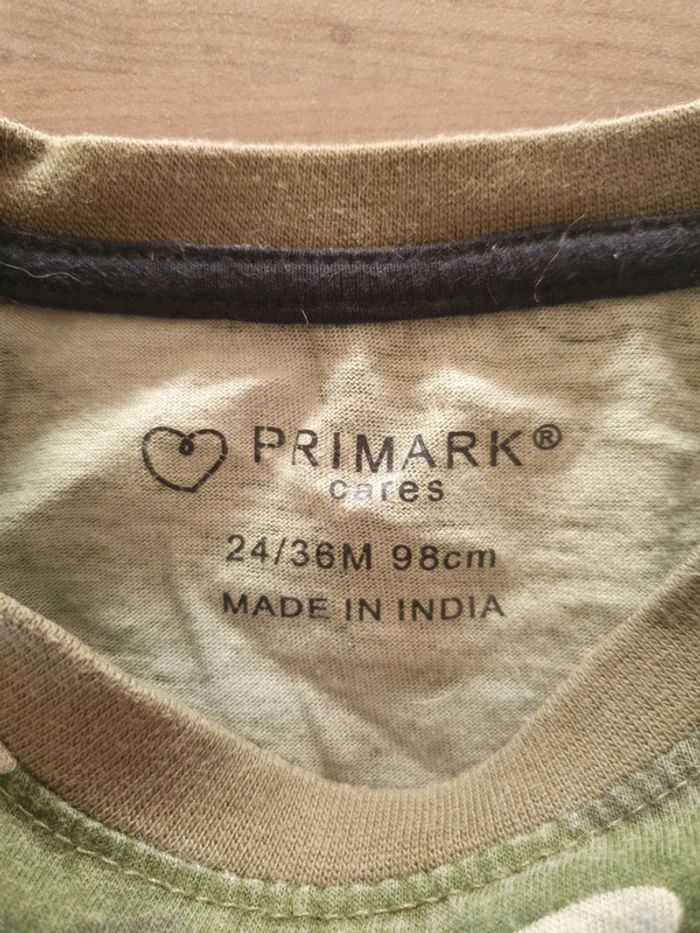 PRIMARK®
cares
24/36M 98cm
MADE IN INDIA